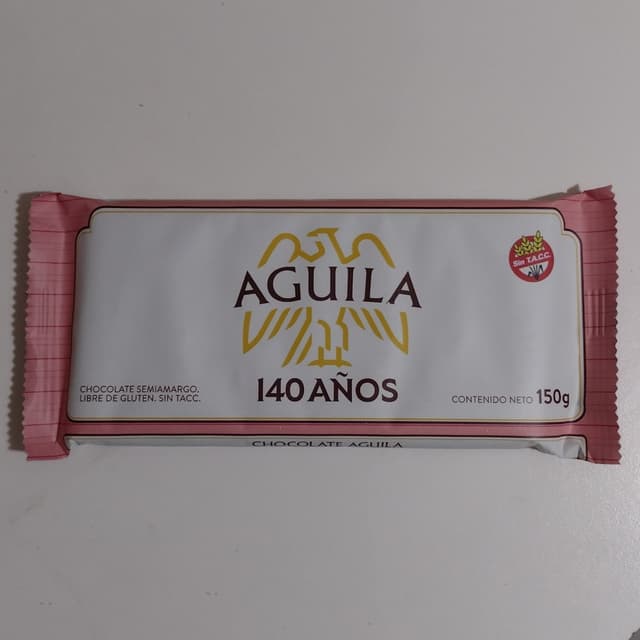 Sin T.A.C.C.
AGUILA
140 AÑOS
CHOCOLATE SEMIAMARGO.
LIBRE DE GLUTEN. SIN TACC.
CONTENIDO NETO 150g
CHOCOLATE AGUILA